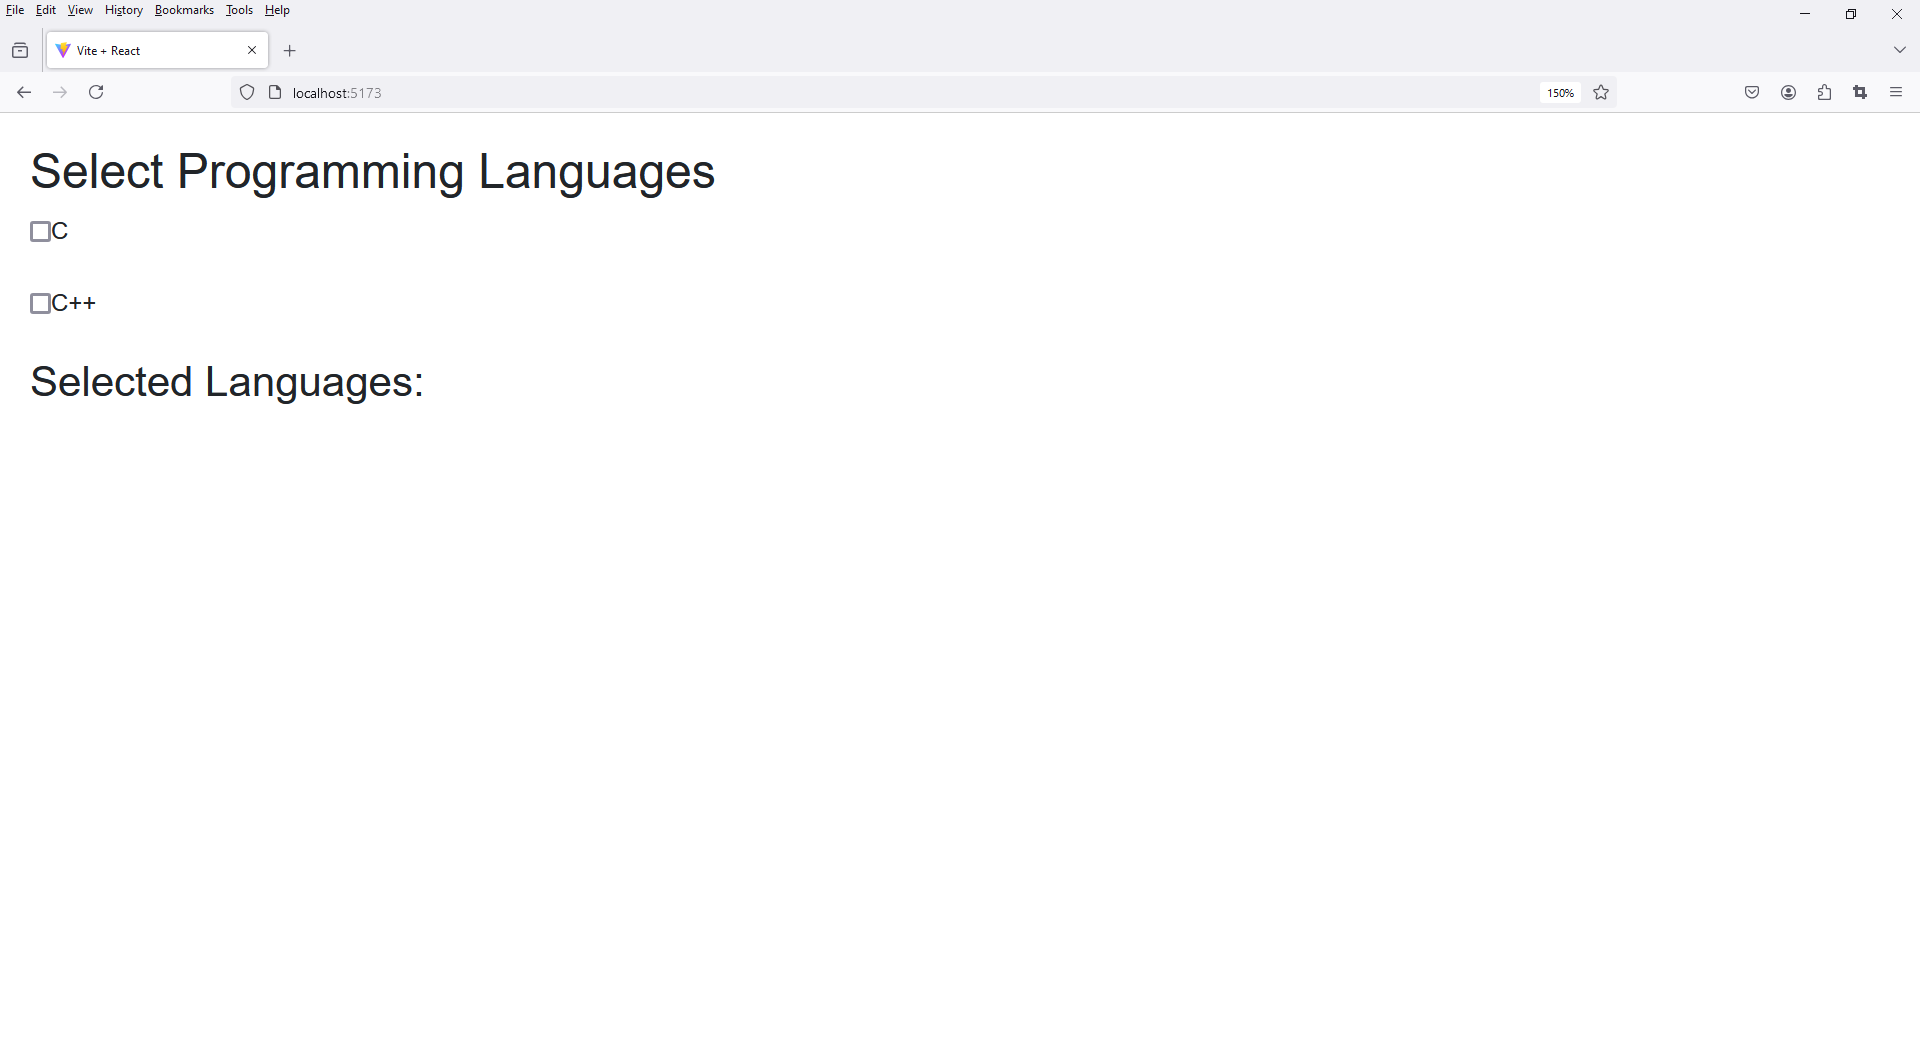 File Edit View History Bookmarks Tools Help
Vite + React
localhost:5173
150%
Select Programming Languages
C
C++
Selected Languages: